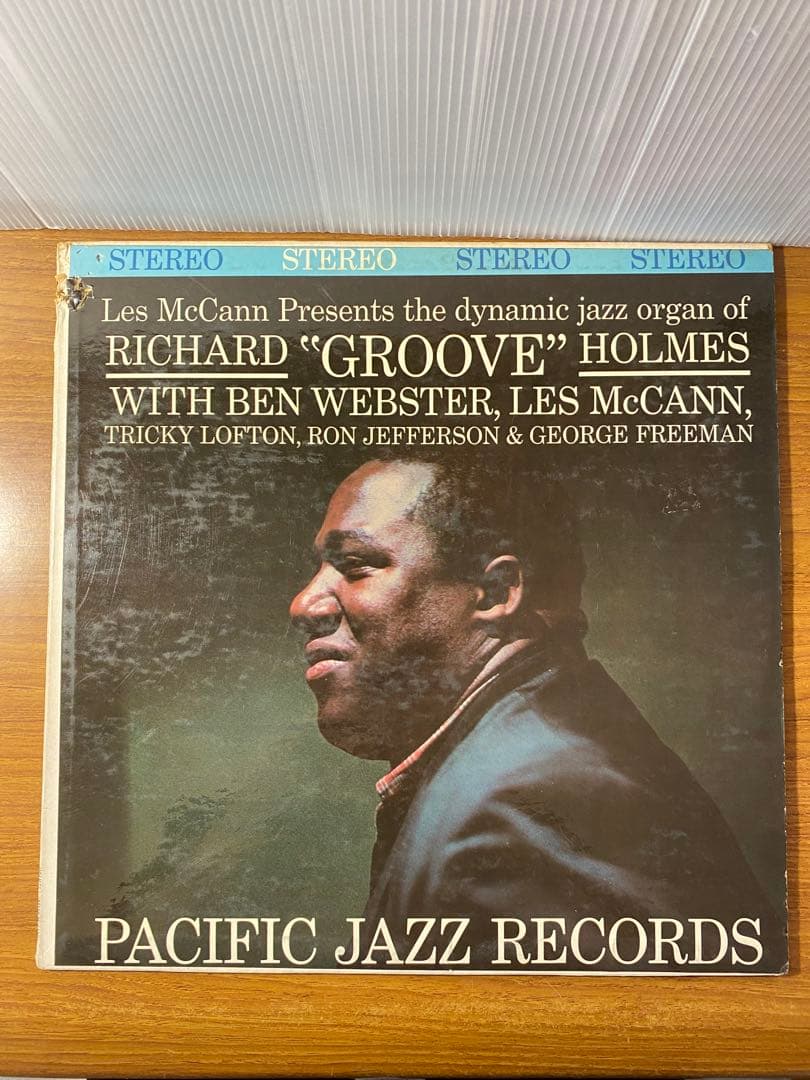 STEREO STEREO STEREO STEREO
Les McCann Presents the dynamic jazz organ of
RICHARD “GROOVE” HOLMES
WITH BEN WEBSTER, LES McCANN,
TRICKY LOFTON, RON JEFFERSON & GEORGE FREEMAN
PACIFIC JAZZ RECORDS